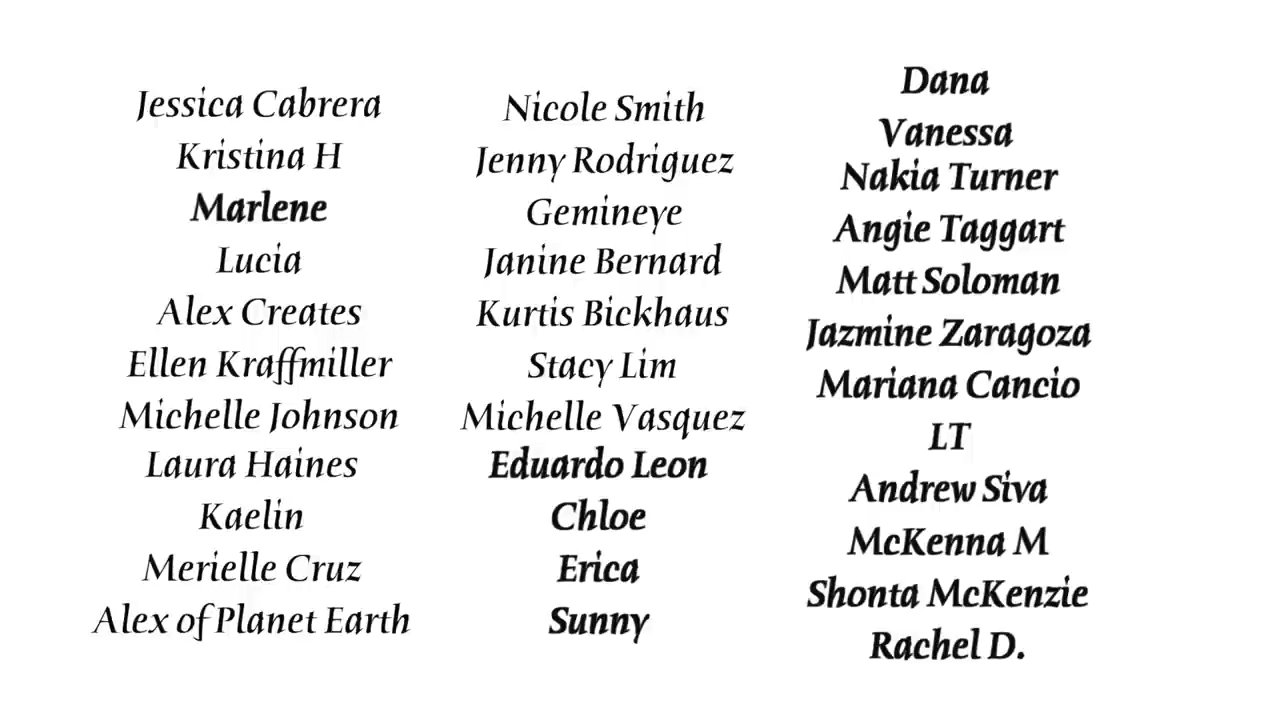 Jessica Cabrera
Kristina H
Marlene
Lucia
Alex Creates
Ellen Kraffmiller
Michelle Johnson
Laura Haines
Kaelin
Merielle Cruz
Alex of Planet Earth
Nicole Smith
Jenny Rodriguez
Gemineye
Janine Bernard
Kurtis Bickhaus
Stacy Lim
Michelle Vasquez
Eduardo Leon
Chloe
Erica
Sunny
Dana
Vanessa
Nakia Turner
Angie Taggart
Matt Soloman
Jazmine Zaragoza
Mariana Cancio
LT
Andrew Siva
McKenna M
Shonta McKenzie
Rachel D.